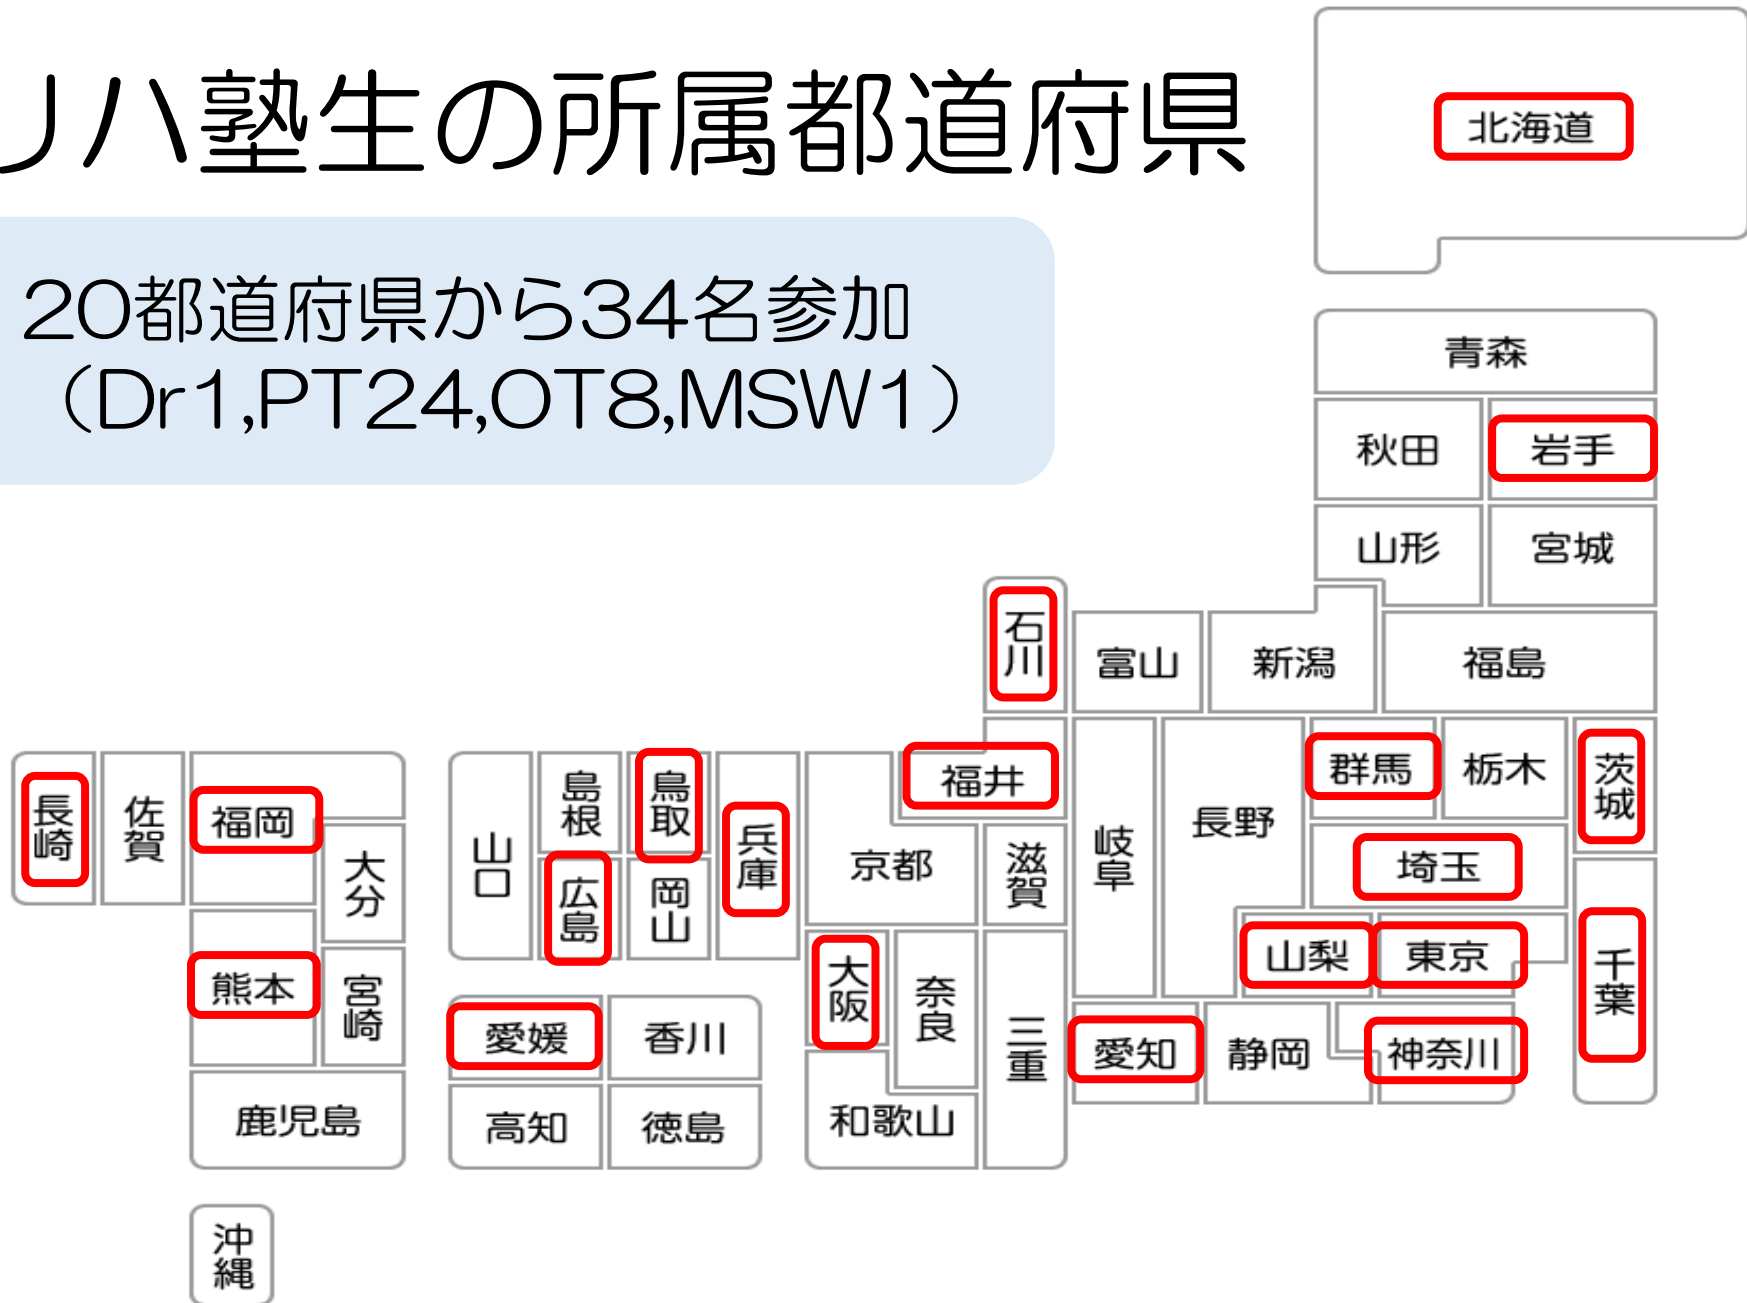 リハ塾生の所属都道府県
北海道
20都道府県から34名参加
（Dr1,PT24,OT8,MSW1）
青森
秋田
岩手
山形
宮城
石川
富山
新潟
福島
長崎
佐賀
福岡
大分
山口
島根
鳥取
兵庫
広島
岡山
京都
福井
滋賀
岐阜
長野
群馬
栃木
茨城
埼玉
山梨
東京
千葉
熊本
宮崎
鹿児島
愛媛
香川
高知
徳島
大阪
奈良
和歌山
三重
愛知
静岡
神奈川
沖縄